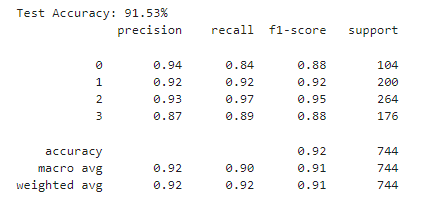 Test Accuracy: 91.53%
precision recall f1-score support
0 0.94 0.84 0.88 104
1 0.92 0.92 0.92 200
2 0.93 0.97 0.95 264
3 0.87 0.89 0.88 176
accuracy 0.92 744
macro avg 0.92 0.90 0.91 744
weighted avg 0.92 0.92 0.91 744